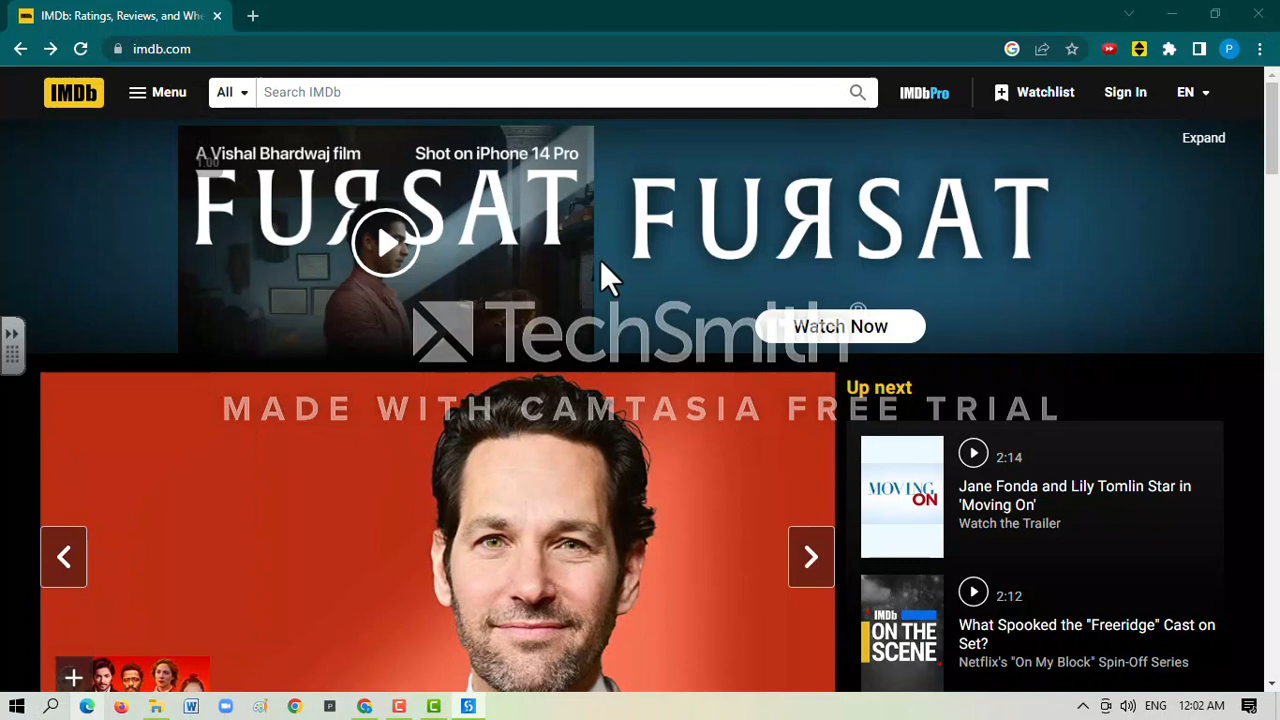 IMDb: Ratings, Reviews, and Whe
imdb.com
P
IMDb
Menu
All
Search IMDb
IMDbPro
Watchlist
Sign In
EN
Expand
A Vishal Bhardwaj film
Shot on iPhone 14 Pro
1:00
FURSAT
FURSAT
TechSmith
Watch Now
MADE WITH CAMTASIA FREE TRIAL
Up next
MOVING ON
2:14
Jane Fonda and Lily Tomlin Star in
'Moving On'
Watch the Trailer
IMDb
ON THE
SCENE
2:12
What Spooked the "Freeridge" Cast on
Set?
Netflix's "On My Block" Spin-Off Series
ENG
12:02 AM